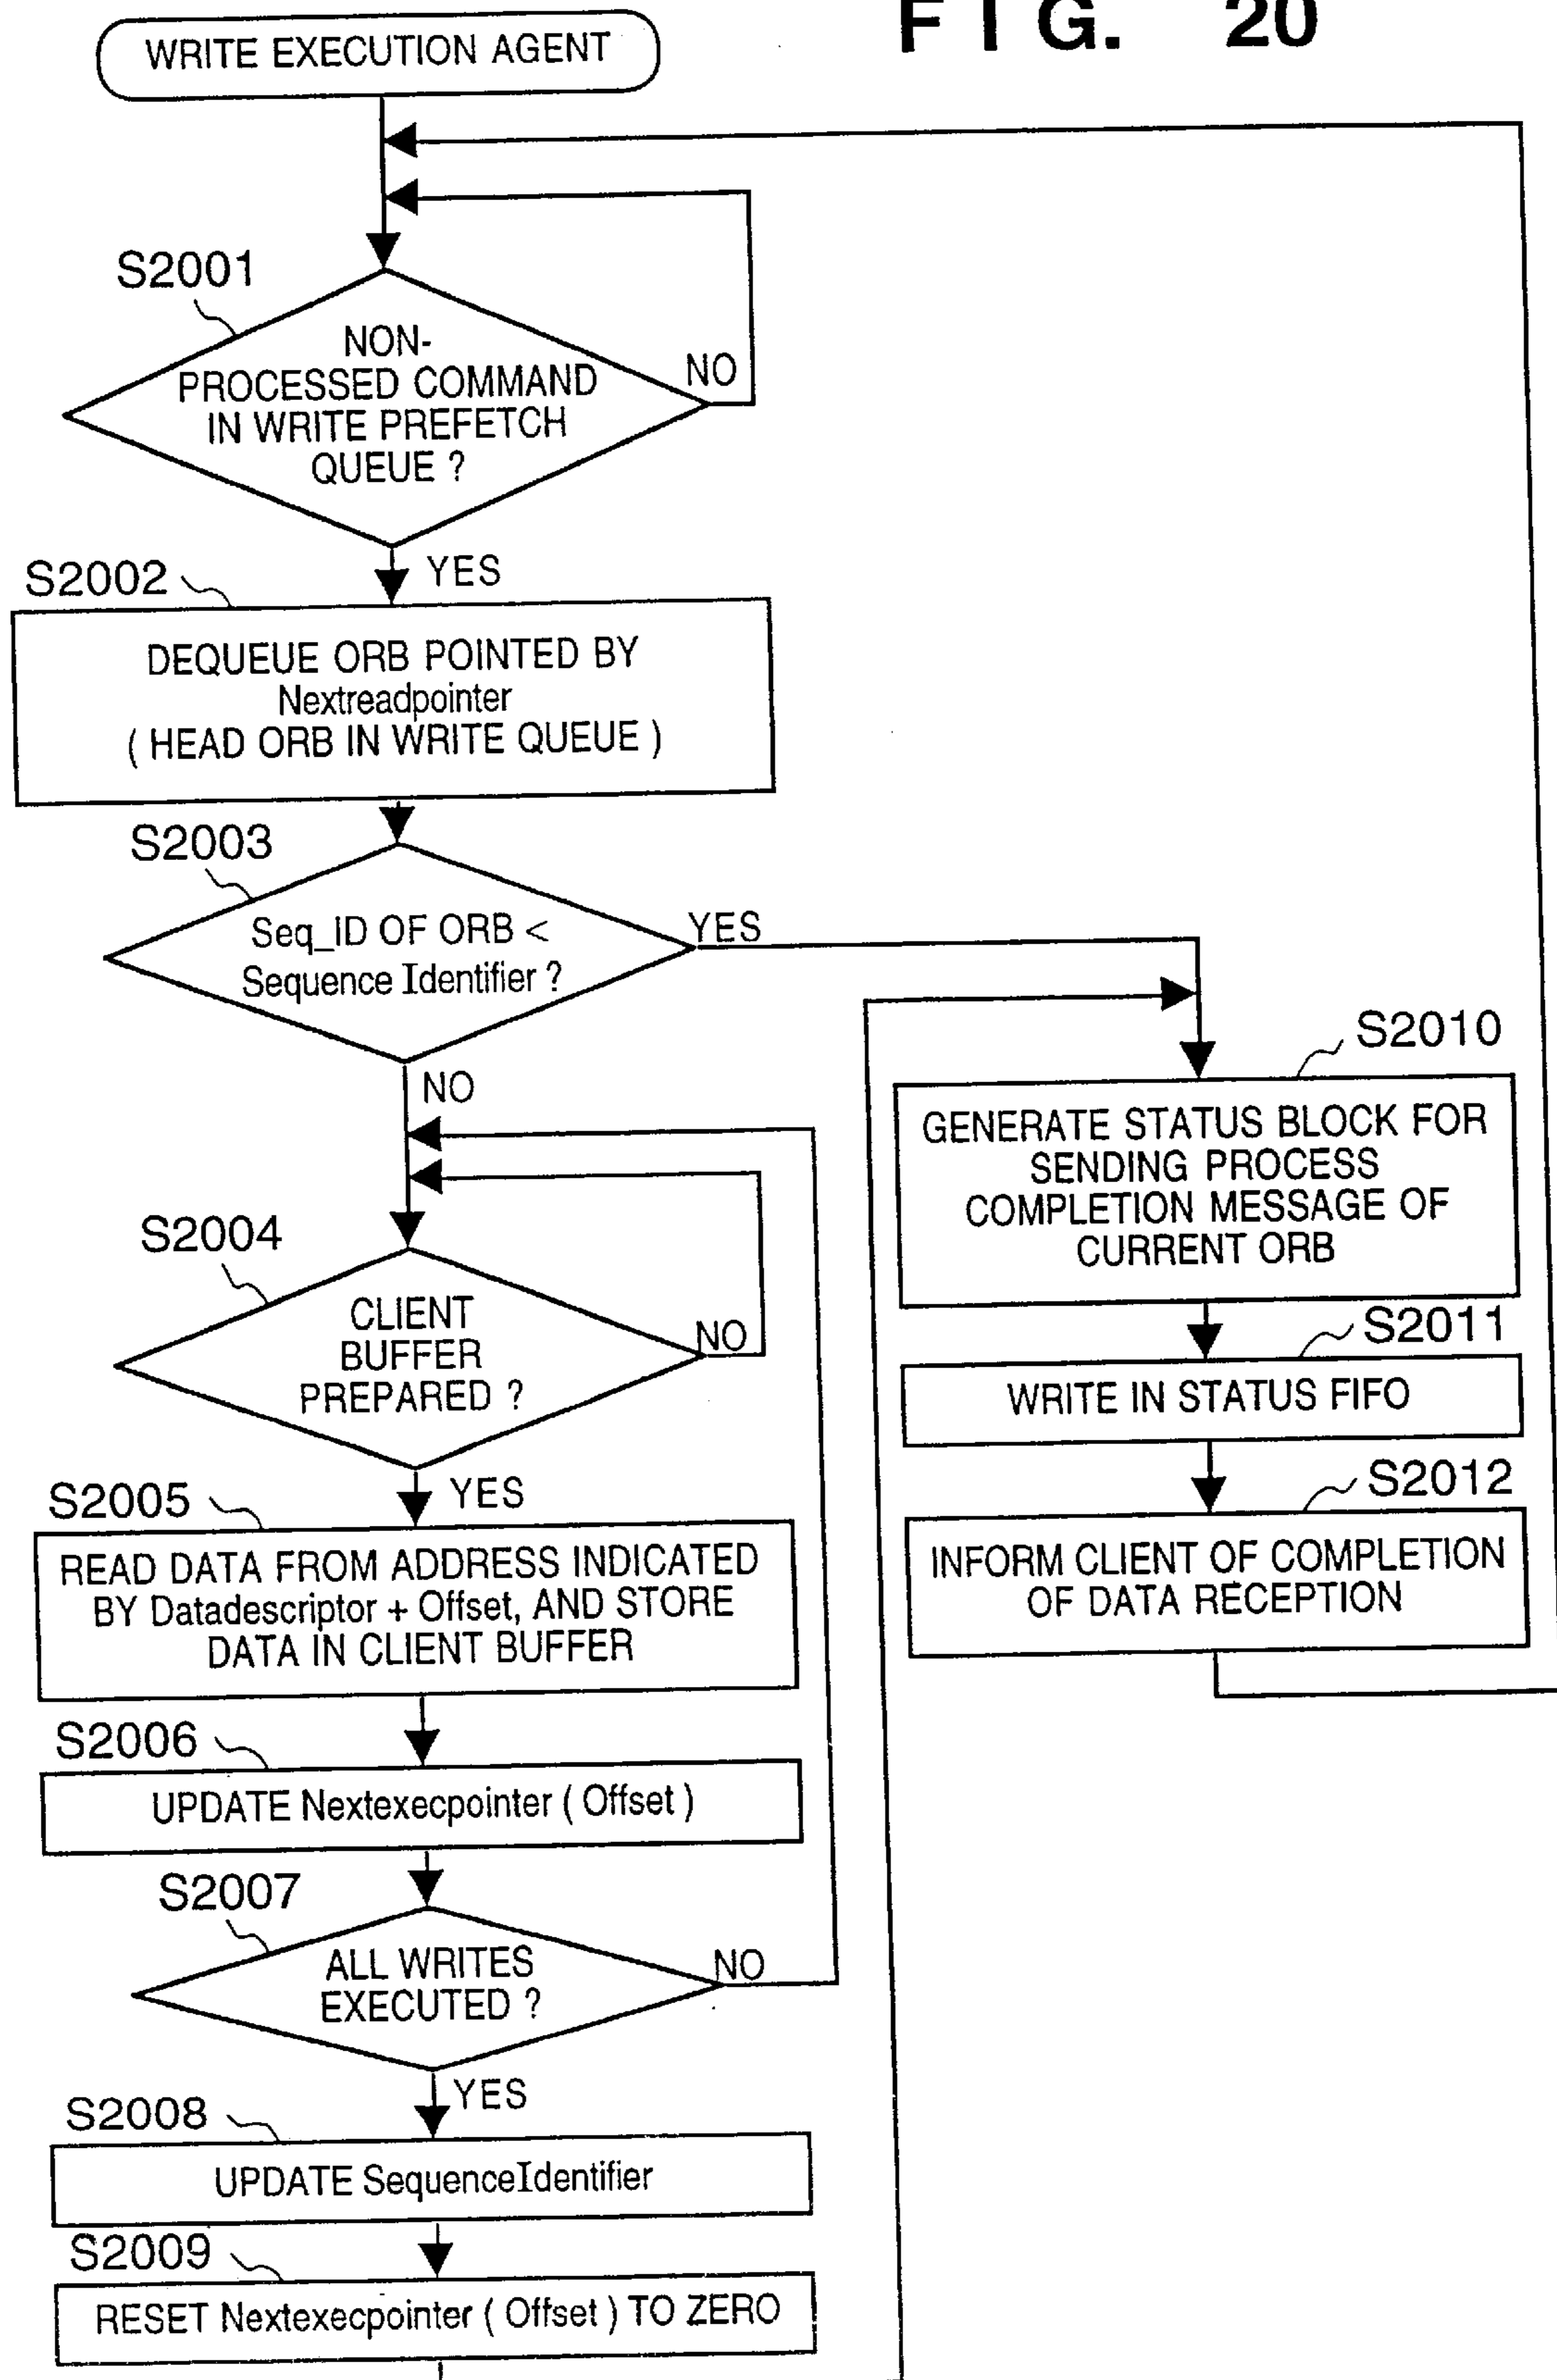 FIG. 20
WRITE EXECUTION AGENT
S2001
NON-
PROCESSED COMMAND
IN WRITE PREFETCH
QUEUE ?
NO
YES
S2002
DEQUEUE ORB POINTED BY
Nextreadpointer
( HEAD ORB IN WRITE QUEUE )
S2003
Seq_ID OF ORB <
Sequence Identifier ?
YES
NO
S2004
CLIENT
BUFFER
PREPARED ?
NO
YES
S2005
READ DATA FROM ADDRESS INDICATED
BY Datadescriptor + Offset, AND STORE
DATA IN CLIENT BUFFER
S2006
UPDATE Nextexecpointer ( Offset )
S2007
ALL WRITES
EXECUTED ?
NO
YES
S2008
UPDATE SequenceIdentifier
S2009
RESET Nextexecpointer ( Offset ) TO ZERO
S2010
GENERATE STATUS BLOCK FOR
SENDING PROCESS
COMPLETION MESSAGE OF
CURRENT ORB
S2011
WRITE IN STATUS FIFO
S2012
INFORM CLIENT OF COMPLETION
OF DATA RECEPTION